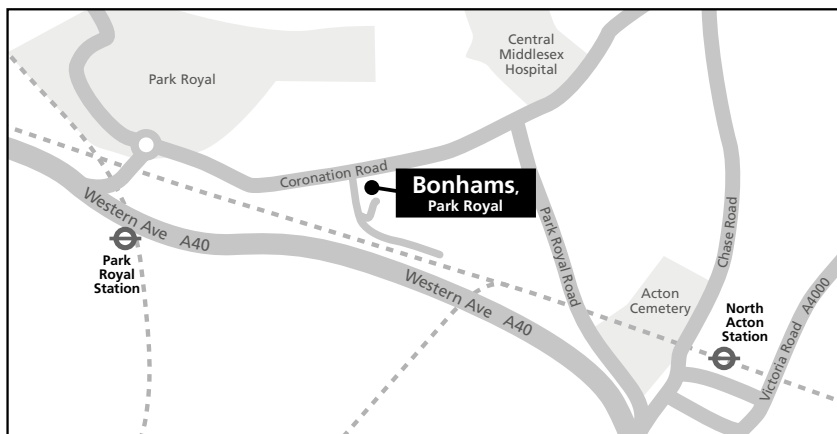 Central
Middlesex
Hospital
Park Royal
Coronation Road
Bonhams,
Park Royal
Western Ave A40
Park
Royal
Station
Park Royal Road
Chase Road
Western Ave A40
Acton
Cemetery
North
Acton
Station
Victoria Road A4000